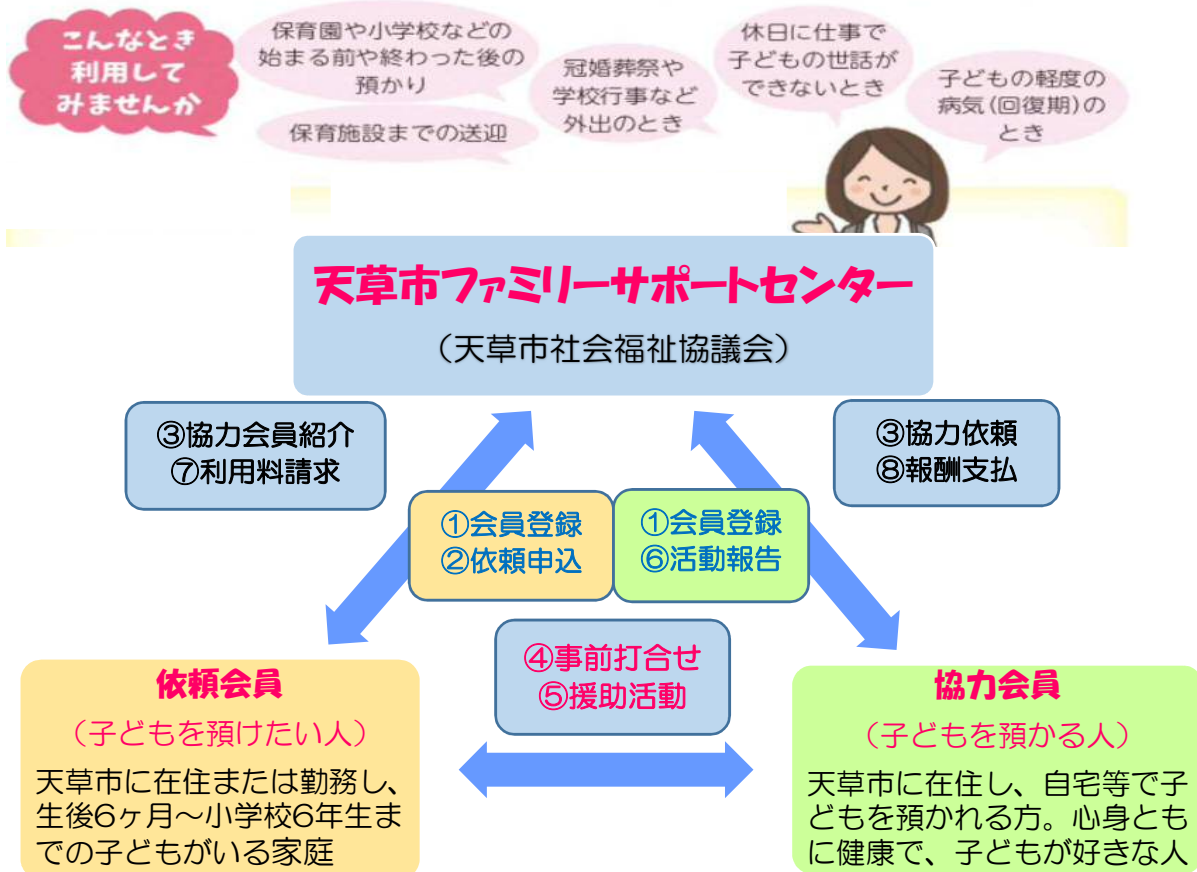 こんなとき
利用して
みませんか
保育園や小学校などの
始まる前や終わった後の
預かり
保育施設までの送迎
冠婚葬祭や
学校行事など
外出のとき
休日に仕事で
子どもの世話が
できないとき
子どもの軽度の
病気(回復期)の
とき
天草市ファミリーサポートセンター
（天草市社会福祉協議会）
③協力会員紹介
⑦利用料請求
③協力依頼
⑧報酬支払
①会員登録
②依頼申込
①会員登録
⑥活動報告
④事前打合せ
⑤援助活動
依頼会員
（子どもを預けたい人）
天草市に在住または勤務し、
生後6ヶ月～小学校6年生ま
での子どもがいる家庭
協力会員
（子どもを預かる人）
天草市に在住し、自宅等で子
どもを預かれる方。心身とも
に健康で、子どもが好きな人